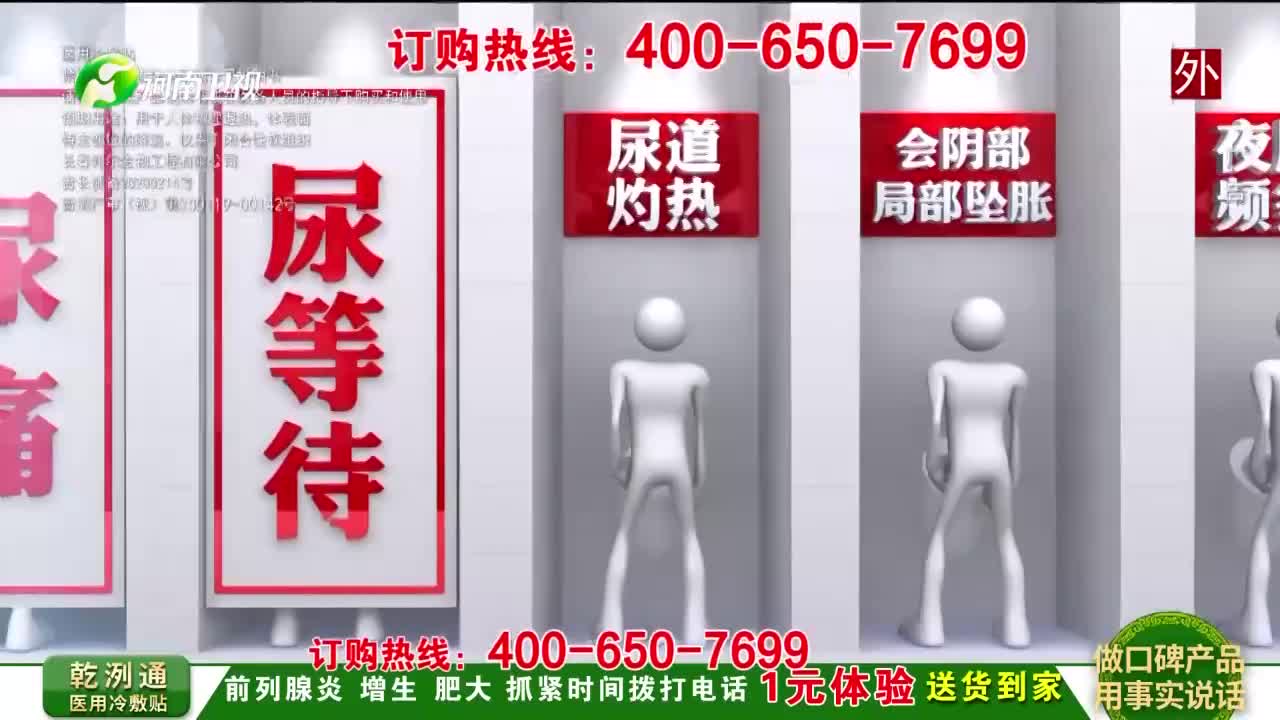 订购热线：400-650-7699
河南卫视
外
尿
痛
尿等待
尿道
灼热
会阴部
局部坠胀
夜
频
订购热线：400-650-7699
乾洌通
医用冷敷贴
前列腺炎 增生 肥大 抓紧时间拨打电话 1元体验 送货到家
做口碑产品
用事实说话